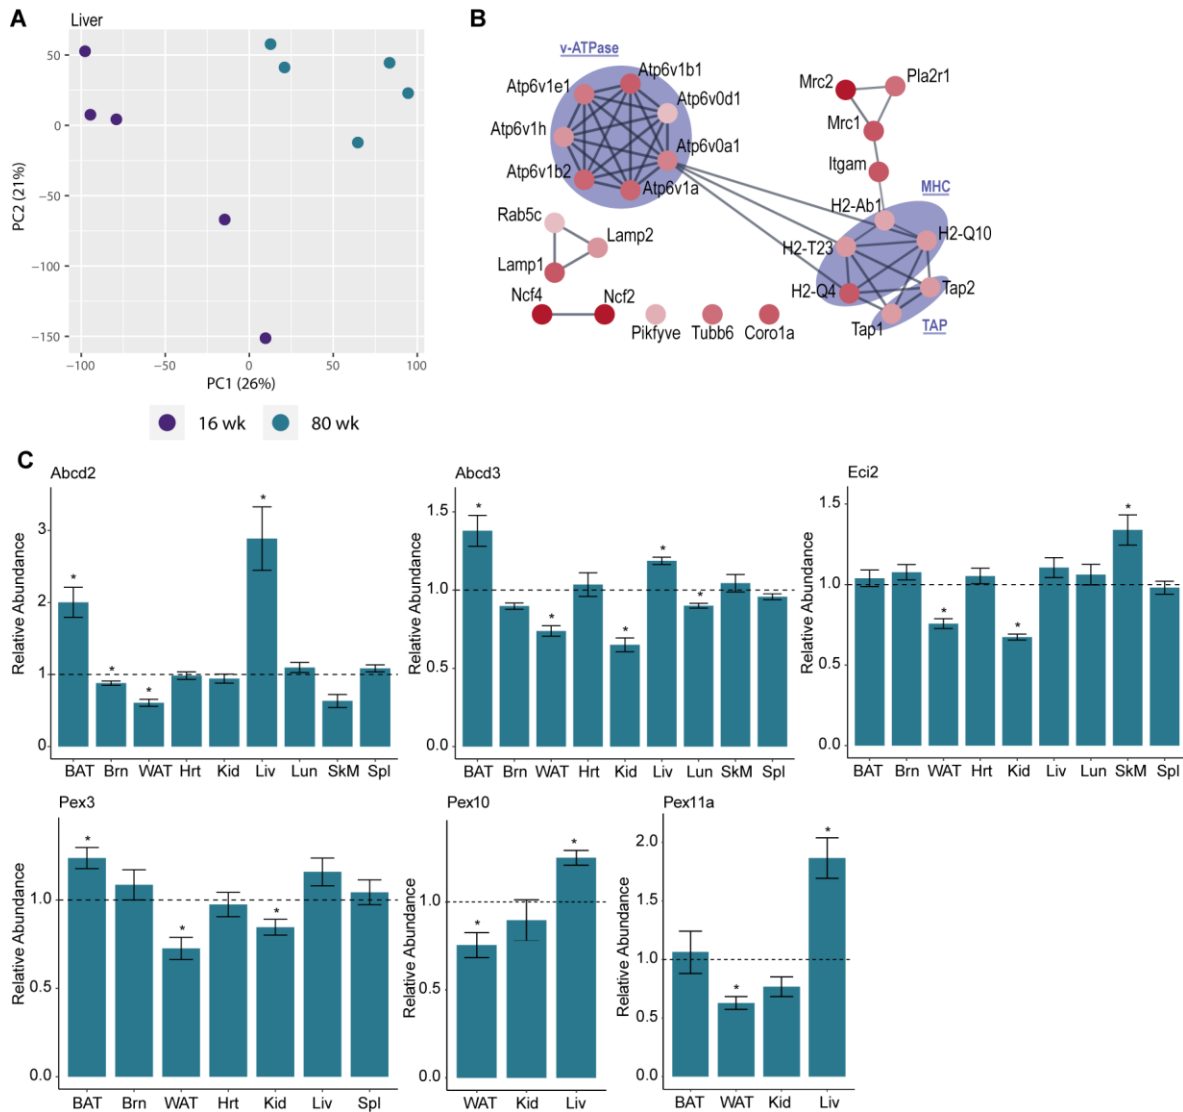 A
Liver
50
0
−50
−100
−150
PC2 (21%)
−100
−50
0
50
100
PC1 (26%)
16 wk
80 wk
B
v-ATPase
Atp6v1e1
Atp6v1b1
Atp6v0d1
Atp6v1h
Atp6v0a1
Atp6v1b2
Atp6v1a
Rab5c
Lamp2
Lamp1
Ncf4
Ncf2
Pikfyve
Tubb6
Coro1a
Mrc2
Pla2r1
Mrc1
Itgam
MHC
H2-Ab1
H2-T23
H2-Q10
H2-Q4
Tap2
Tap1
TAP
C
Abcd2
Relative Abundance
3
2
1
0
*
*
*
*
BAT Brn WAT Hrt Kid Liv Lun SkM Spl
Abcd3
Relative Abundance
1.5
1.0
0.5
0.0
*
*
*
*
*
BAT Brn WAT Hrt Kid Liv Lun SkM Spl
Eci2
Relative Abundance
1.5
1.0
0.5
0.0
*
*
*
BAT Brn WAT Hrt Kid Liv Lun SkM Spl
Pex3
Relative Abundance
1.0
0.5
0.0
*
*
*
BAT Brn WAT Hrt Kid Liv Spl
Pex10
Relative Abundance
1.0
0.5
0.0
*
*
WAT Kid Liv
Pex11a
Relative Abundance
2.0
1.5
1.0
0.5
0.0
*
*
BAT WAT Kid Liv